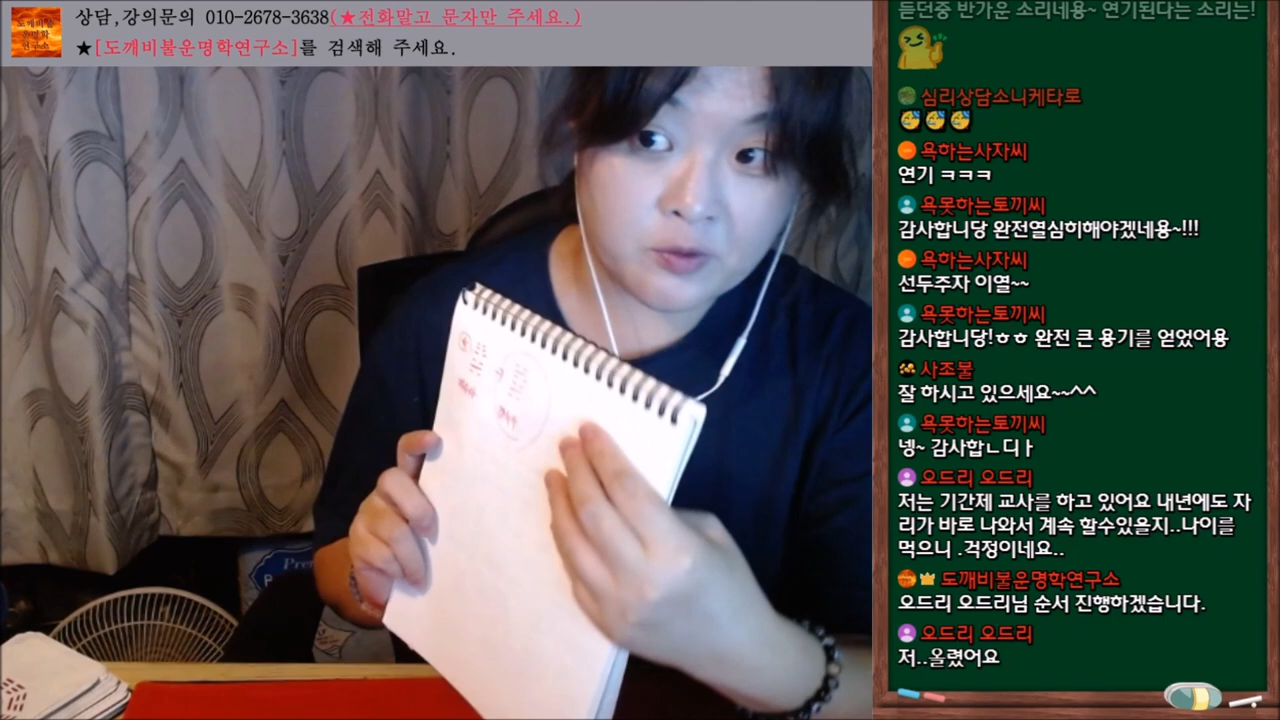 도깨비불
운명학
연구소
상담,강의문의 010-2678-3638(★전화말고 문자만 주세요.)
★[도깨비불운명학연구소]를 검색해 주세요.
듣던중 반가운 소리네용~ 연기된다는 소리는!
심리상담소니케타로
욕하는사자씨
연기 ㅋㅋㅋ
욕못하는토끼씨
감사합니당 완전열심히해야겠네용~!!!
욕하는사자씨
선두주자 이열~~
욕못하는토끼씨
감사합니당!ㅎㅎ 완전 큰 용기를 얻었어용
사조불
잘 하시고 있으세요~~^^
욕못하는토끼씨
넹~ 감사합ㄴ디ㅏ
오드리 오드리
저는 기간제 교사를 하고 있어요 내년에도 자
리가 바로 나와서 계속 할수있을지..나이를
먹으니 .걱정이네요..
도깨비불운명학연구소
오드리 오드리님 순서 진행하겠습니다.
오드리 오드리
저..올렸어요